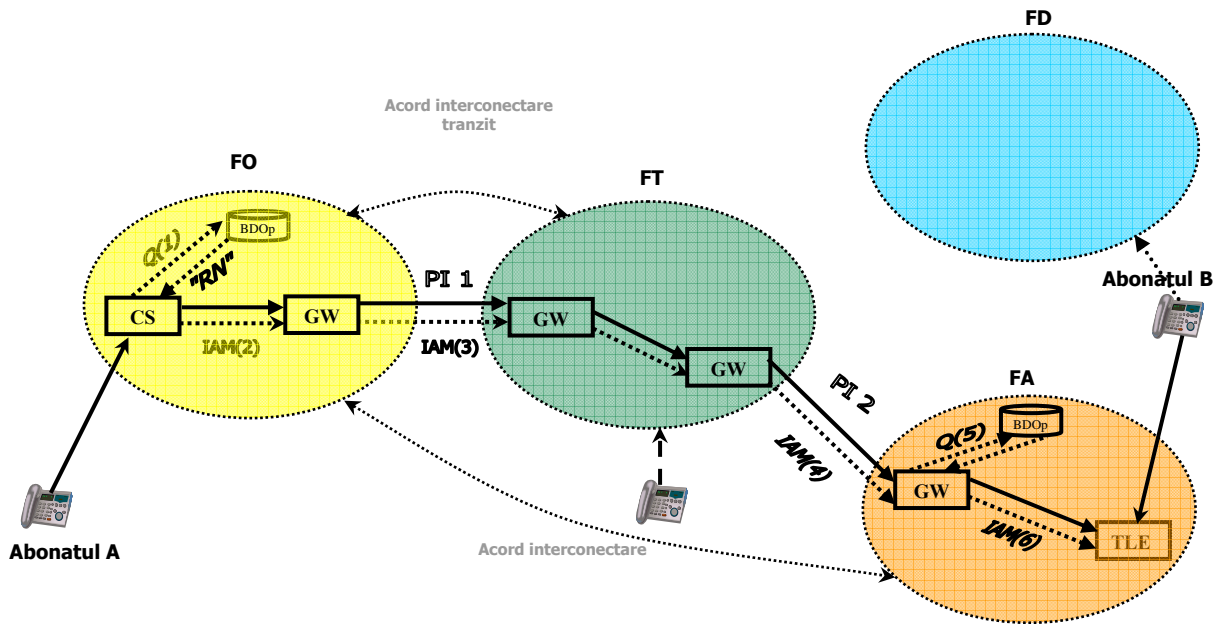 FD
Acord interconectare
tranzit
FO
FT
BDOp
Q(1)
"RN"
Abonatul B
PI 1
CS
GW
GW
IAM(2)
IAM(3)
GW
FA
PI 2
BDOp
Q(5)
IAM(4)
GW
IAM(6)
TLE
Abonatul A
Acord interconectare